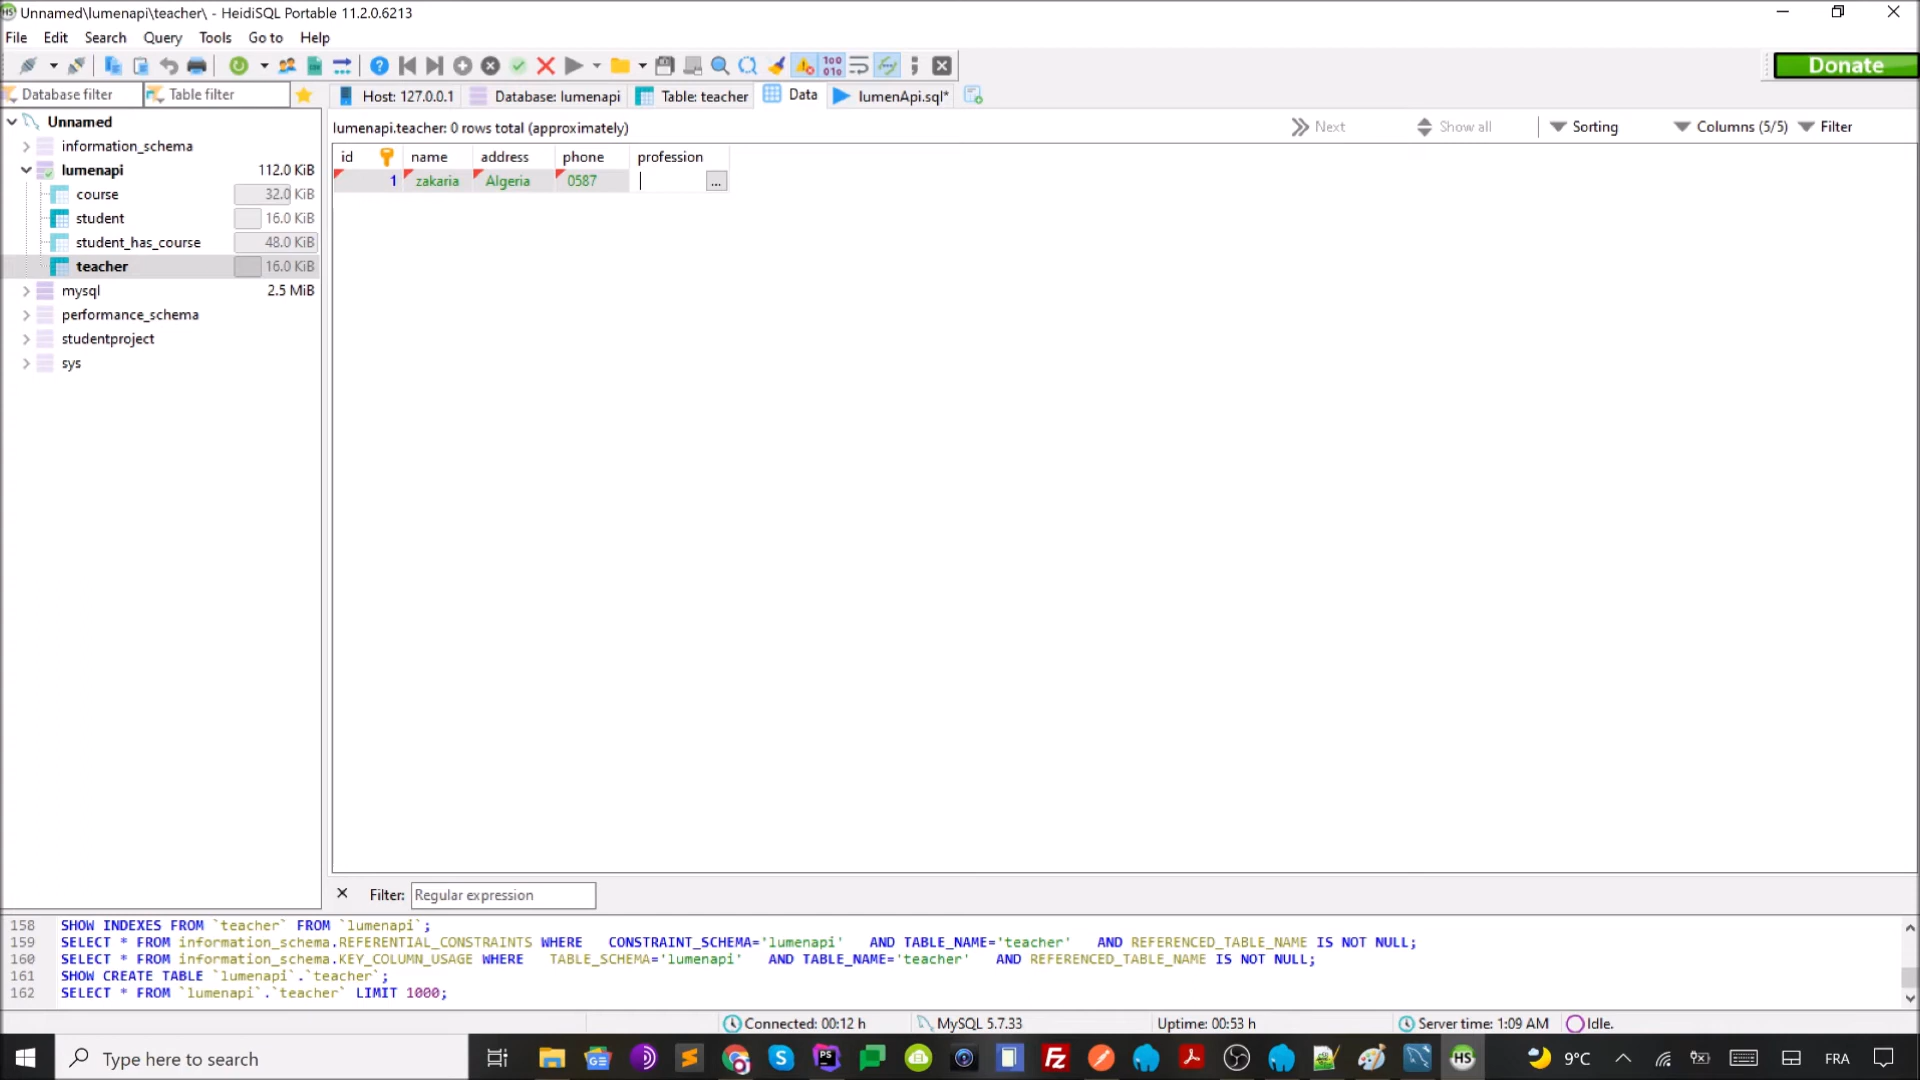 Unnamed\lumenapi\teacher\ - HeidiSQL Portable 11.2.0.6213
File Edit Search Query Tools Go to Help
Donate
Database filter Table filter Host: 127.0.0.1 Database: lumenapi Table: teacher Data lumenApi.sql*
lumenapi.teacher: 0 rows total (approximately) Next Show all Sorting Columns (5/5) Filter
Unnamed
information_schema
lumenapi 112.0 KiB
course 32.0 KiB
student 16.0 KiB
student_has_course 48.0 KiB
teacher 16.0 KiB
mysql 2.5 MiB
performance_schema
studentproject
sys
id name address phone profession
1 zakaria Algeria 0587 ...
Filter: Regular expression
158 SHOW INDEXES FROM `teacher` FROM `lumenapi`;
159 SELECT * FROM information_schema.REFERENTIAL_CONSTRAINTS WHERE CONSTRAINT_SCHEMA='lumenapi' AND TABLE_NAME='teacher' AND REFERENCED_TABLE_NAME IS NOT NULL;
160 SELECT * FROM information_schema.KEY_COLUMN_USAGE WHERE TABLE_SCHEMA='lumenapi' AND TABLE_NAME='teacher' AND REFERENCED_TABLE_NAME IS NOT NULL;
161 SHOW CREATE TABLE `lumenapi`.`teacher`;
162 SELECT * FROM `lumenapi`.`teacher` LIMIT 1000;
Connected: 00:12 h MySQL 5.7.33 Uptime: 00:53 h Server time: 1:09 AM Idle.
Type here to search 9°C FRA